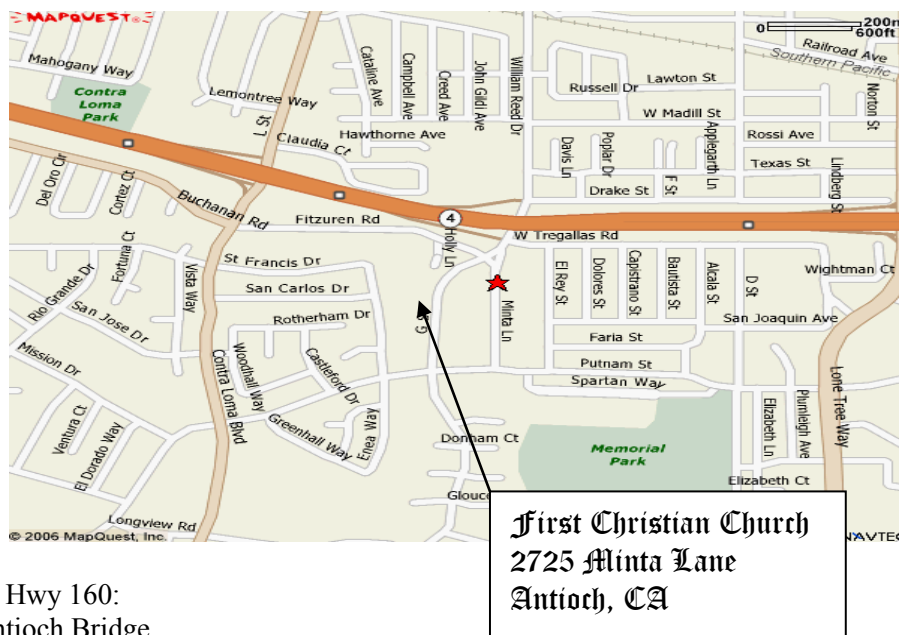 MAPQUEST
200m
600ft
Railroad Ave
Southern Pacific
Mahogany Way
Contra
Loma
Park
Lemontree Way
L St
Claudia Ct
Cataline Ave
Campbell Ave
Creed Ave
John Gildi Ave
William Reed Dr
Hawthorne Ave
Russell Dr
Lawton St
W Madill St
Rossi Ave
Texas St
Norton St
Davis Ln
Poplar Dr
F St
Applegarth Ln
Lindberg St
Drake St
Del Oro Cir
Cortez Ct
Buchanan Rd
Fitzuren Rd
4
Holly Ln
W Tregallas Rd
Rio Grande Dr
Fortuna Ct
Vista Way
St Francis Dr
San Carlos Dr
Rotherham Dr
San Jose Dr
Mission Dr
G St
Minta Ln
El Rey St
Dolores St
Capistrano St
Bautista St
Alcala St
D St
Wightman Ct
San Joaquin Ave
Faria St
Putnam St
Spartan Way
Lone Tree Way
Contra Loma Blvd
Woodhall Way
Castleford Dr
Greenhall Way
Enea Way
Ventura Ct
El Dorado Way
Donham Ct
Memorial
Park
Elizabeth Ln
Plumleigh Ave
Elizabeth Ct
Longview Rd
© 2006 MapQuest, Inc.
First Christian Church
2725 Minta Lane
Antioch, CA
Hwy 160:
Bridge